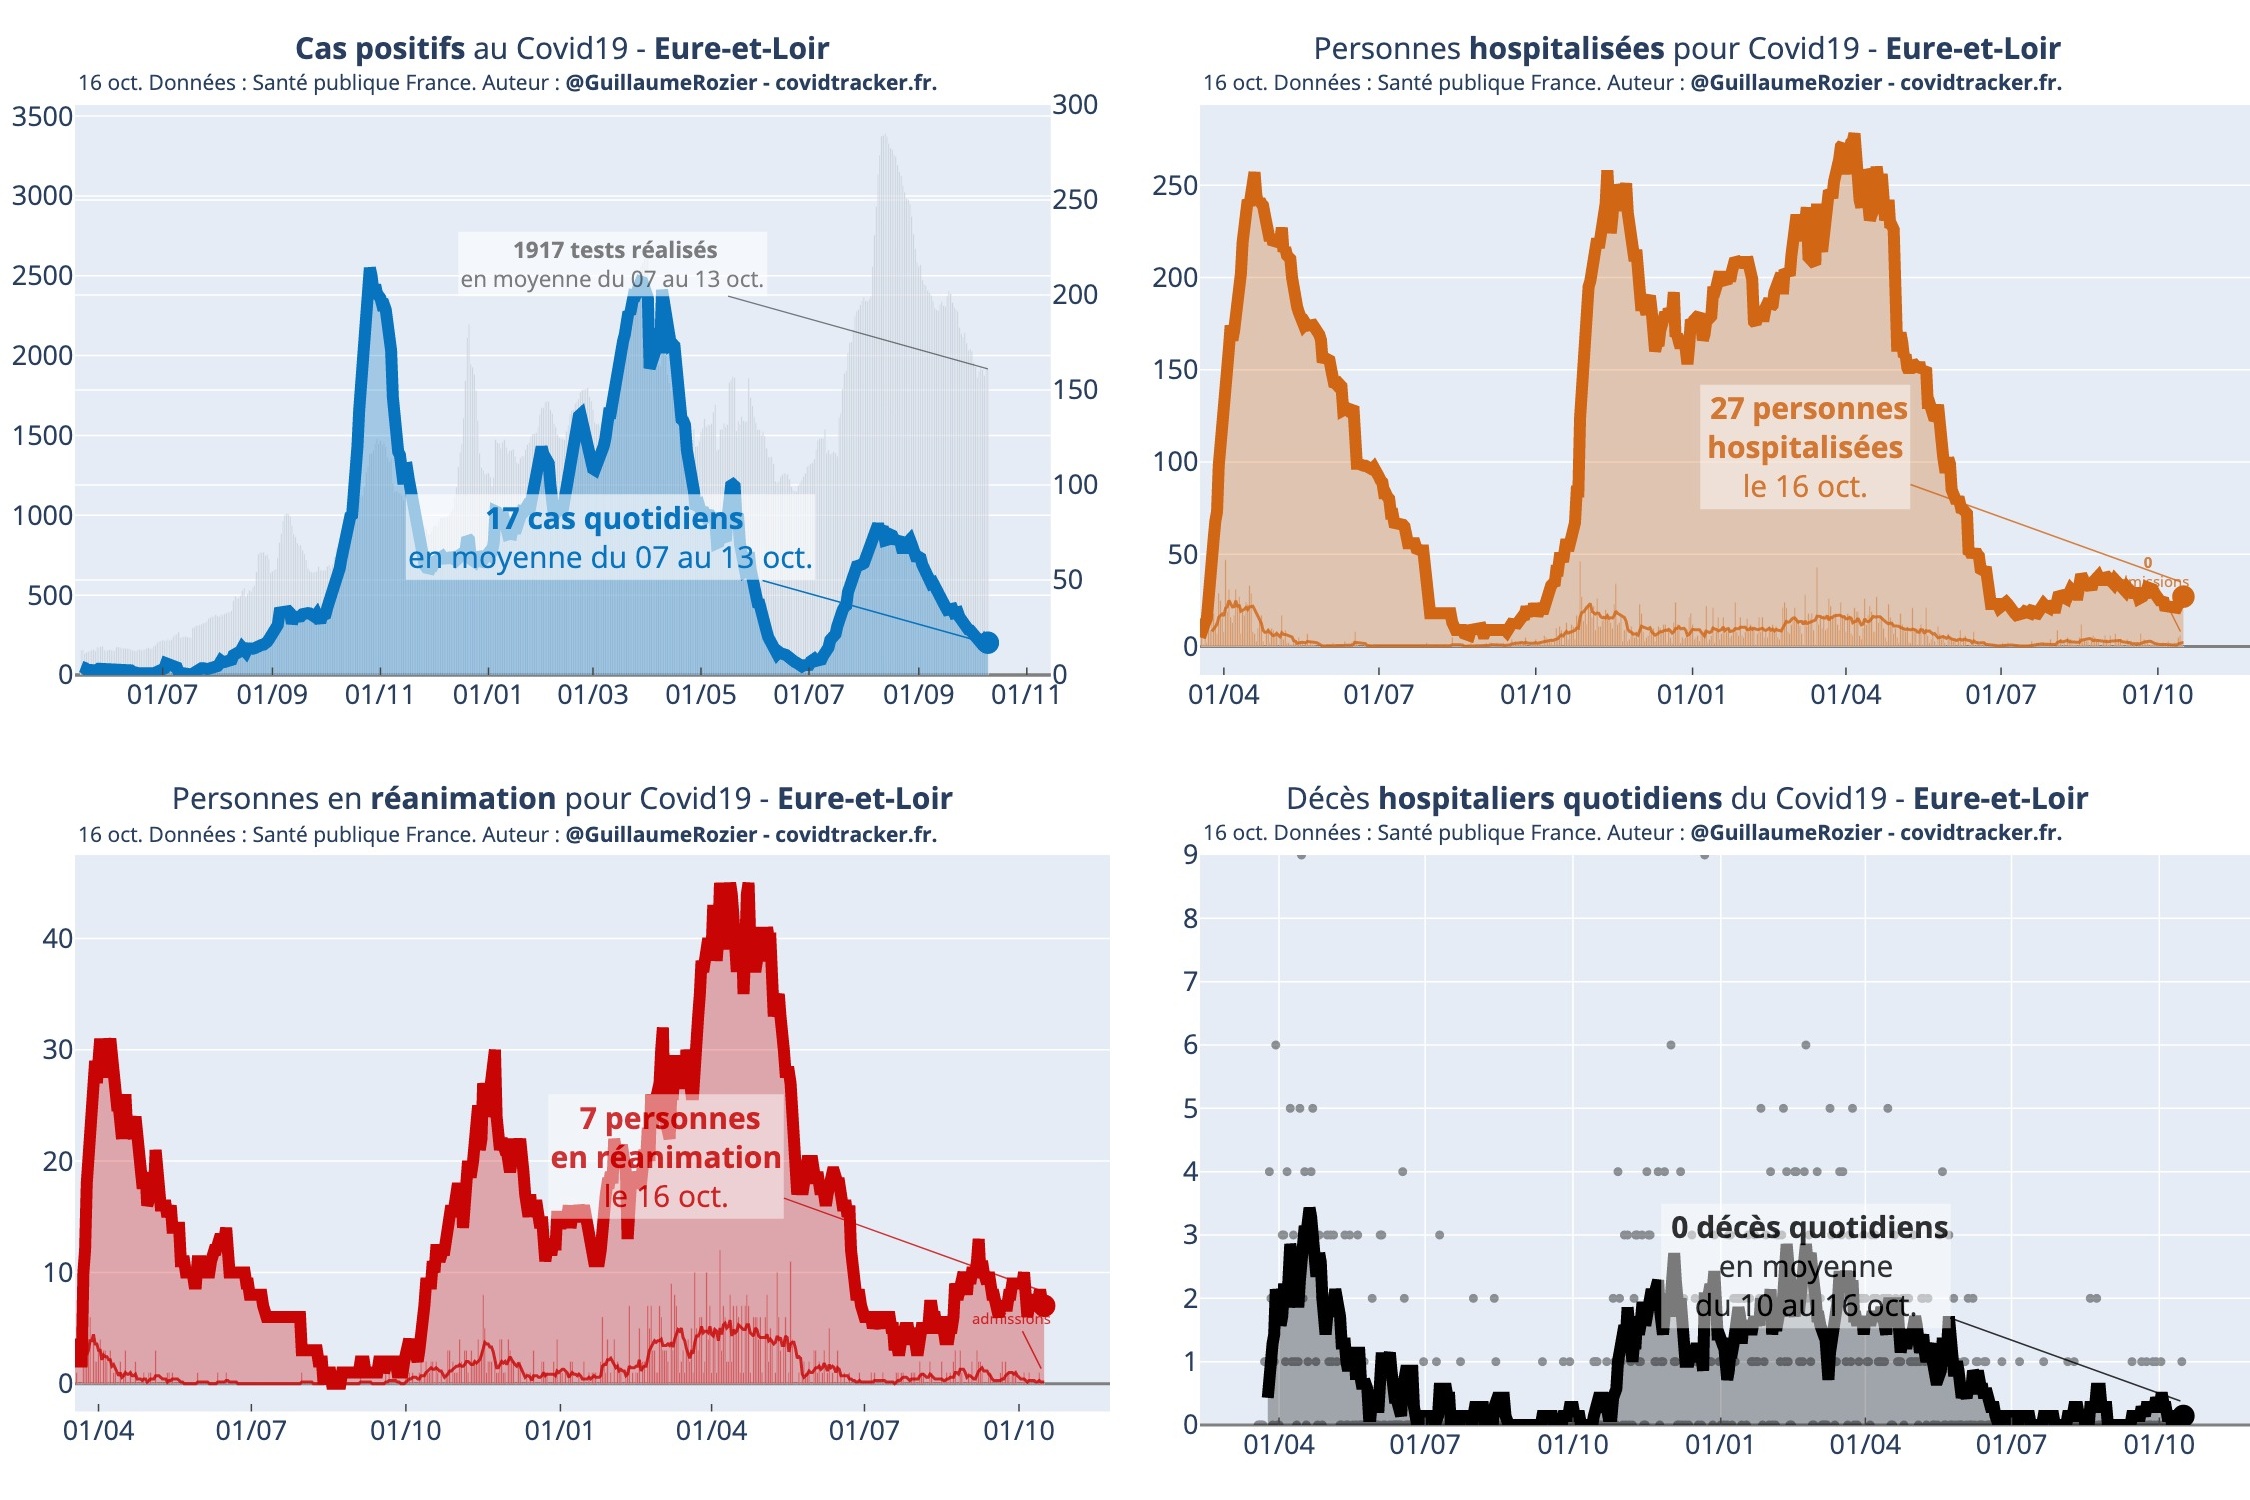 Cas positifs au Covid19 - Eure-et-Loir
16 oct. Données : Santé publique France. Auteur : @GuillaumeRozier - covidtracker.fr.
3500
3000
2500
2000
1500
1000
500
0
300
250
200
150
100
50
0
1917 tests réalisés
en moyenne du 07 au 13 oct.
17 cas quotidiens
en moyenne du 07 au 13 oct.
01/07 01/09 01/11 01/01 01/03 01/05 01/07 01/09 01/11
Personnes hospitalisées pour Covid19 - Eure-et-Loir
16 oct. Données : Santé publique France. Auteur : @GuillaumeRozier - covidtracker.fr.
250
200
150
100
50
0
27 personnes
hospitalisées
le 16 oct.
0
missions
01/04 01/07 01/10 01/01 01/04 01/07 01/10
Personnes en réanimation pour Covid19 - Eure-et-Loir
16 oct. Données : Santé publique France. Auteur : @GuillaumeRozier - covidtracker.fr.
40
30
20
10
0
7 personnes
en réanimation
le 16 oct.
admissions
01/04 01/07 01/10 01/01 01/04 01/07 01/10
Décès hospitaliers quotidiens du Covid19 - Eure-et-Loir
16 oct. Données : Santé publique France. Auteur : @GuillaumeRozier - covidtracker.fr.
9
8
7
6
5
4
3
2
1
0
0 décès quotidiens
en moyenne
du 10 au 16 oct.
01/04 01/07 01/10 01/01 01/04 01/07 01/10